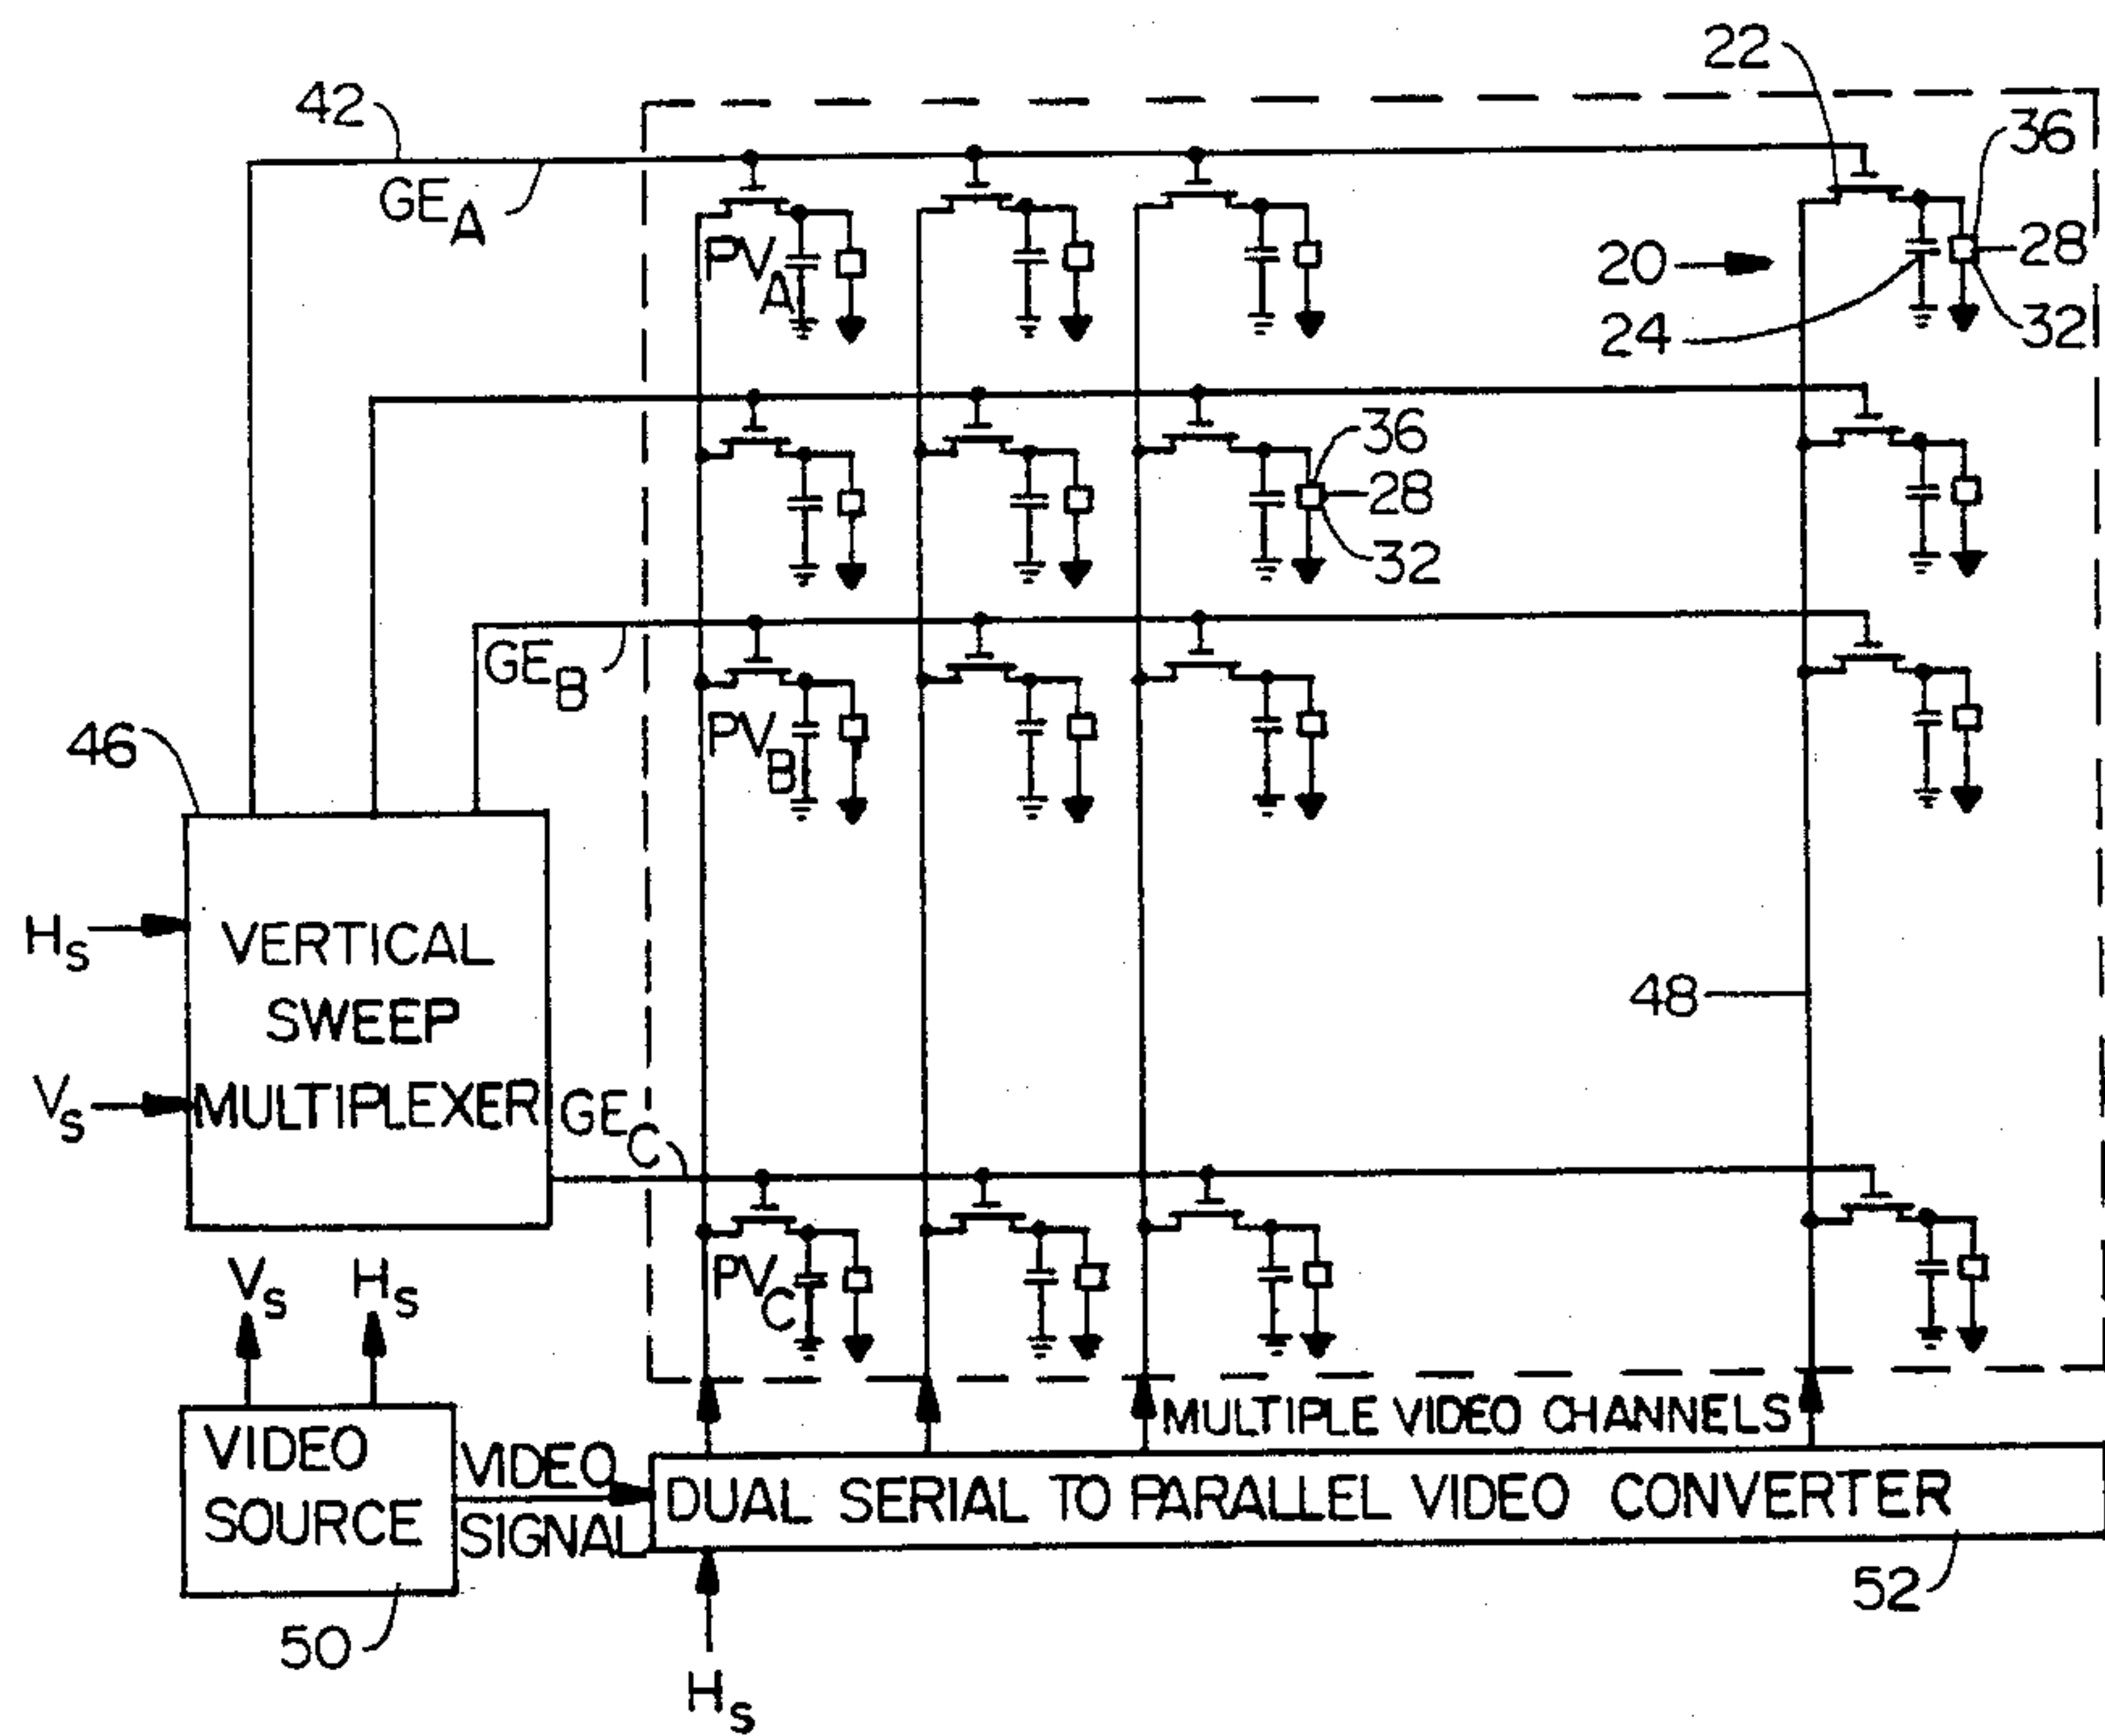 22
42
36
GE_A
PV_A
20
28
24
32
36
28
32
GE_B
PV_B
46
H_S
VERTICAL
SWEEP
MULTIPLEXER
V_S
48
GE_C
PV_C
V_S H_S
MULTIPLE VIDEO CHANNELS
VIDEO
SOURCE
VIDEO
SIGNAL
DUAL SERIAL TO PARALLEL VIDEO CONVERTER
50
52
H_S